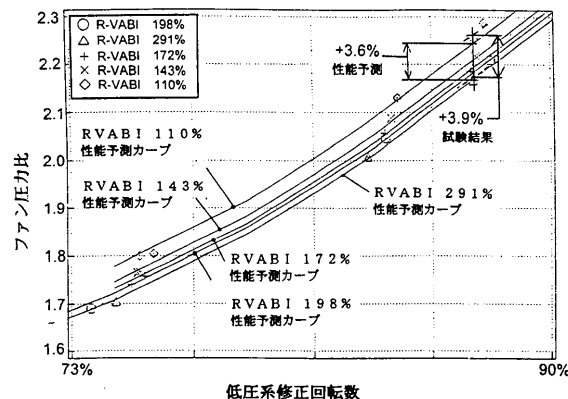 ○ R-VABI 198%
△ R-VABI 291%
+ R-VABI 172%
× R-VABI 143%
◇ R-VABI 110%
2.3
2.2
2.1
2.0
1.9
1.8
1.7
1.6
ファン圧力比
+3.6%
性能予測
+3.9%
試験結果
RVABI 110%
性能予測カーブ
RVABI 143%
性能予測カーブ
RVABI 291%
性能予測カーブ
RVABI 172%
性能予測カーブ
RVABI 198%
性能予測カーブ
73%
90%
低圧系修正回転数